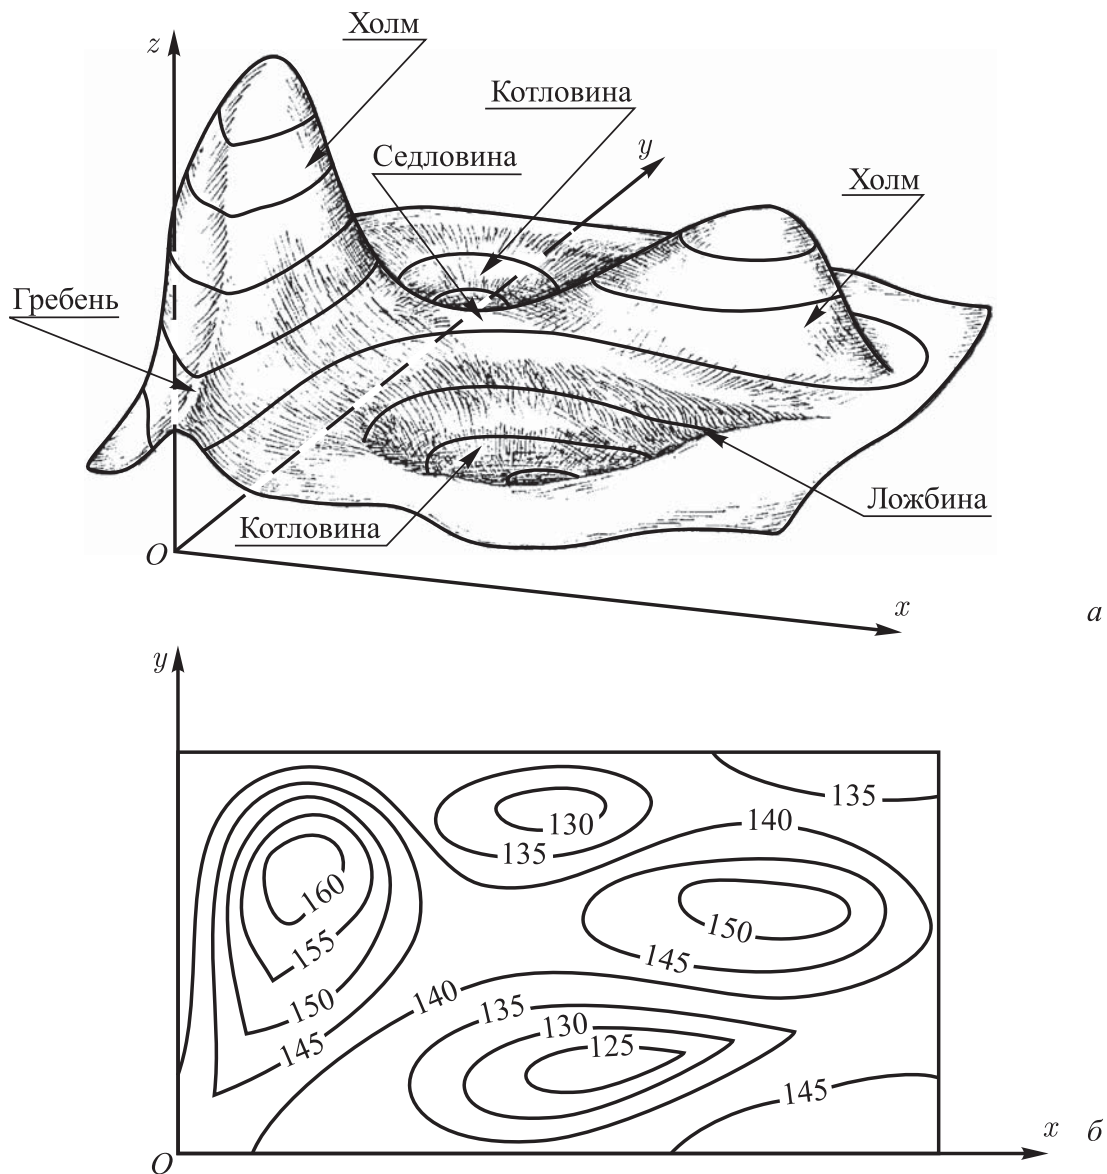 Холм
z
Котловина
Седловина
y
Холм
Гребень
Котловина
Ложбина
O
x
а
y
135
140
130
135
160
150
155
145
150
140
135
130
125
145
145
x
б
O